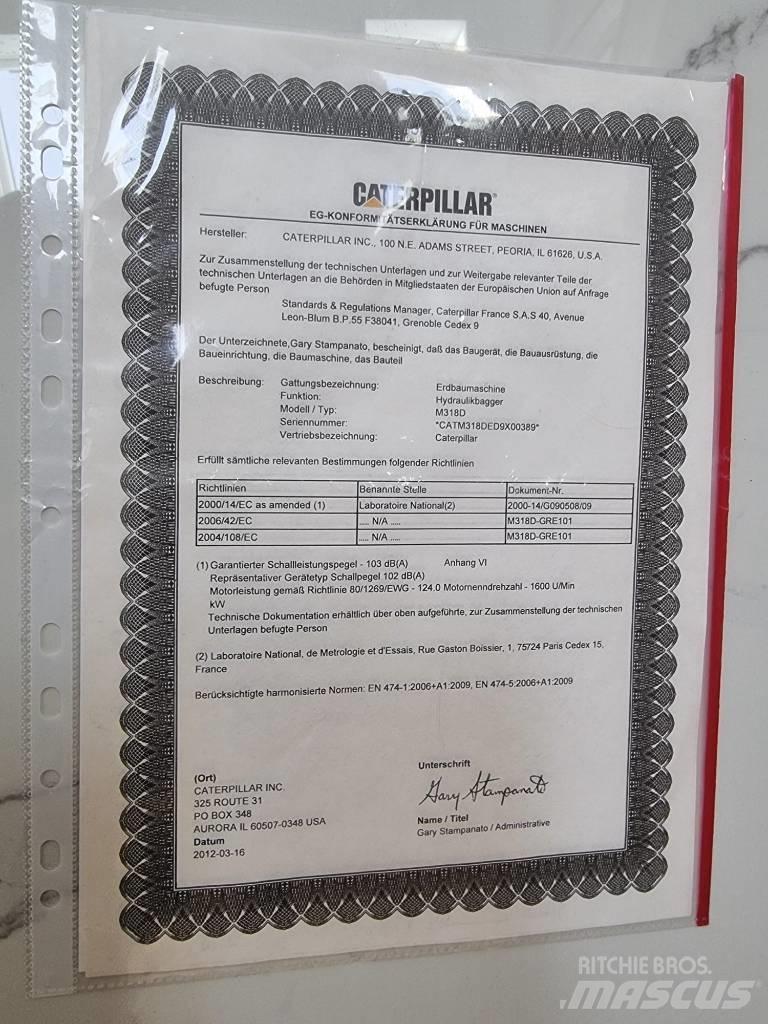 CATERPILLAR®
EG-KONFORMITÄTSERKLÄRUNG FÜR MASCHINEN
Hersteller: CATERPILLAR INC., 100 N.E. ADAMS STREET, PEORIA, IL 61626, U.S.A.
Zur Zusammenstellung der technischen Unterlagen und zur Weitergabe relevanter Teile der
technischen Unterlagen an die Behörden in Mitgliedstaaten der Europäischen Union auf Anfrage
befugte Person
Standards & Regulations Manager, Caterpillar France S.A.S 40, Avenue
Leon-Blum B.P.55 F38041, Grenoble Cedex 9
Der Unterzeichnete,Gary Stampanato, bescheinigt, daß das Baugerät, die Bauausrüstung, die
Baueinrichtung, die Baumaschine, das Bauteil
Beschreibung: Gattungsbezeichnung: Erdbaumaschine
Funktion: Hydraulikbagger
Modell / Typ: M318D
Seriennummer: *CATM318DED9X00389*
Vertriebsbezeichnung: Caterpillar
Erfüllt sämtliche relevanten Bestimmungen folgender Richtlinien
Richtlinien Benannte Stelle Dokument-Nr.
2000/14/EC as amended (1) Laboratoire National(2) 2000-14/G090508/09
2006/42/EC ..... N/A ..... M318D-GRE101
2004/108/EC ..... N/A ..... M318D-GRE101
(1) Garantierter Schallleistungspegel - 103 dB(A) Anhang VI
Repräsentativer Gerätetyp Schallpegel 102 dB(A)
Motorleistung gemäß Richtlinie 80/1269/EWG - 124.0 Motornenndrehzahl - 1600 U/Min
kW
Technische Dokumentation erhältlich über oben aufgeführte, zur Zusammenstellung der technischen
Unterlagen befugte Person
(2) Laboratoire National, de Metrologie et d'Essais, Rue Gaston Boissier, 1, 75724 Paris Cedex 15,
France
Berücksichtigte harmonisierte Normen: EN 474-1:2006+A1:2009, EN 474-5:2006+A1:2009
(Ort)
CATERPILLAR INC.
325 ROUTE 31
PO BOX 348
AURORA IL 60507-0348 USA
Datum
2012-03-16
Unterschrift
Gary Stampanato
Name / Titel
Gary Stampanato / Administrative
RITCHIE BROS.
MASCUS